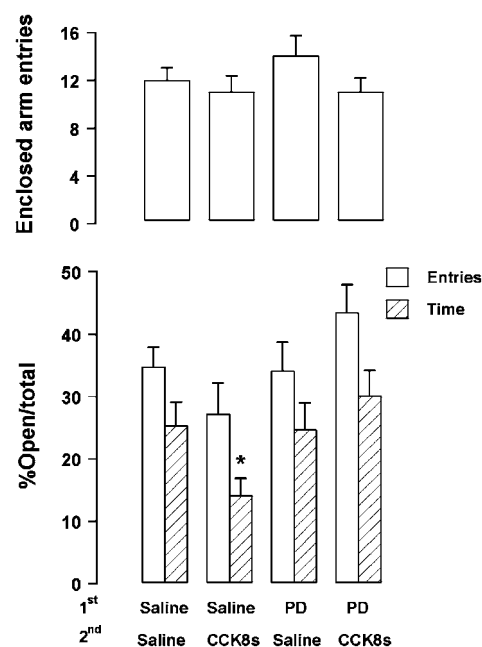 Enclosed arm entries
16
12
8
4
0
%Open/total
50
40
30
20
10
0
Entries
Time
*
1st Saline Saline PD PD
2nd Saline CCK8s Saline CCK8s